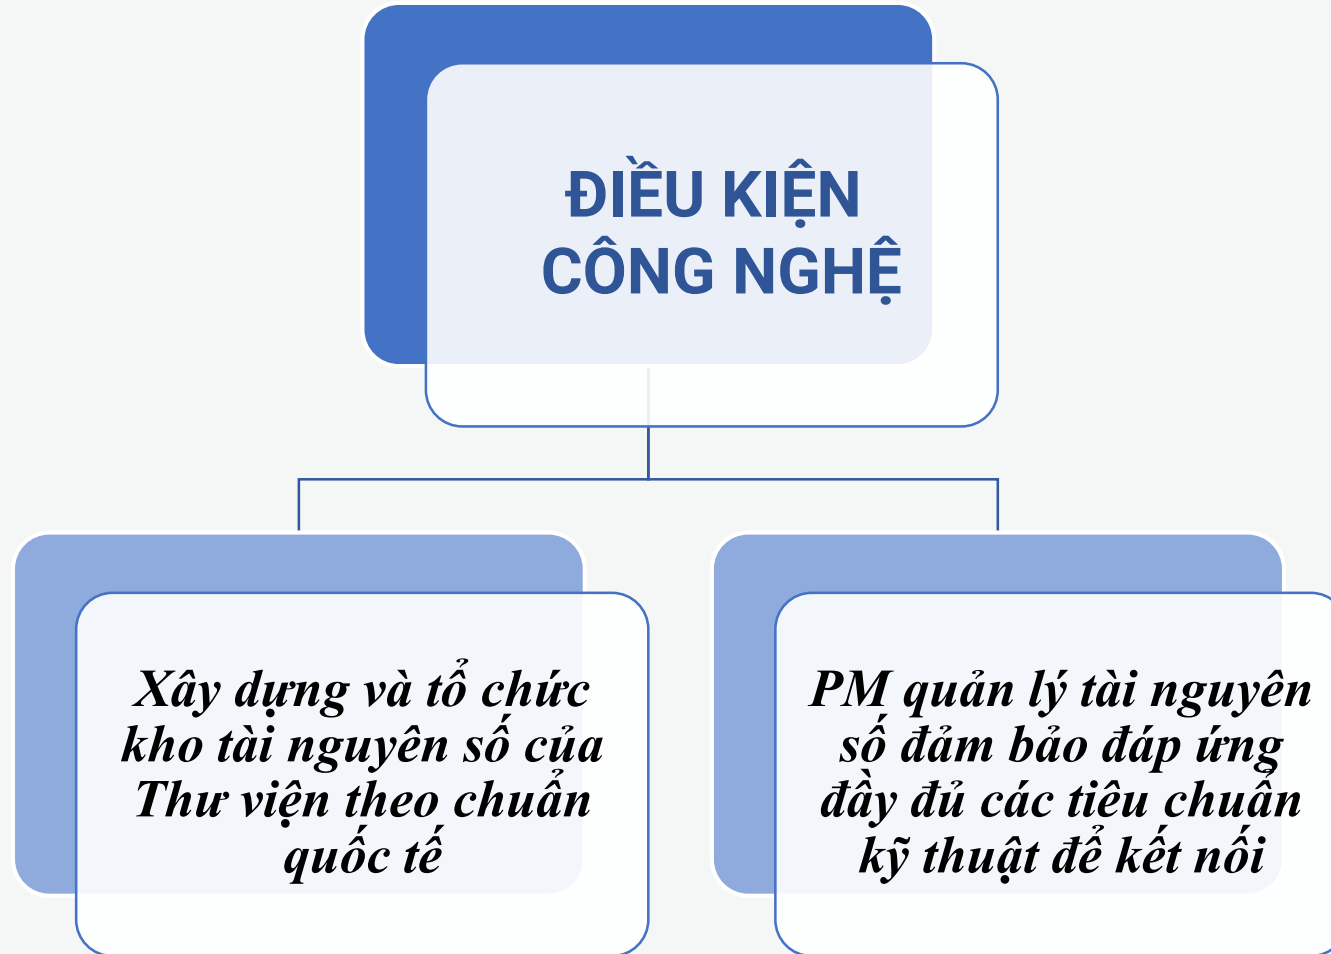 ĐIỀU KIỆN
CÔNG NGHỆ
Xây dựng và tổ chức
kho tài nguyên số của
Thư viện theo chuẩn
quốc tế
PM quản lý tài nguyên
số đảm bảo đáp ứng
đầy đủ các tiêu chuẩn
kỹ thuật để kết nối